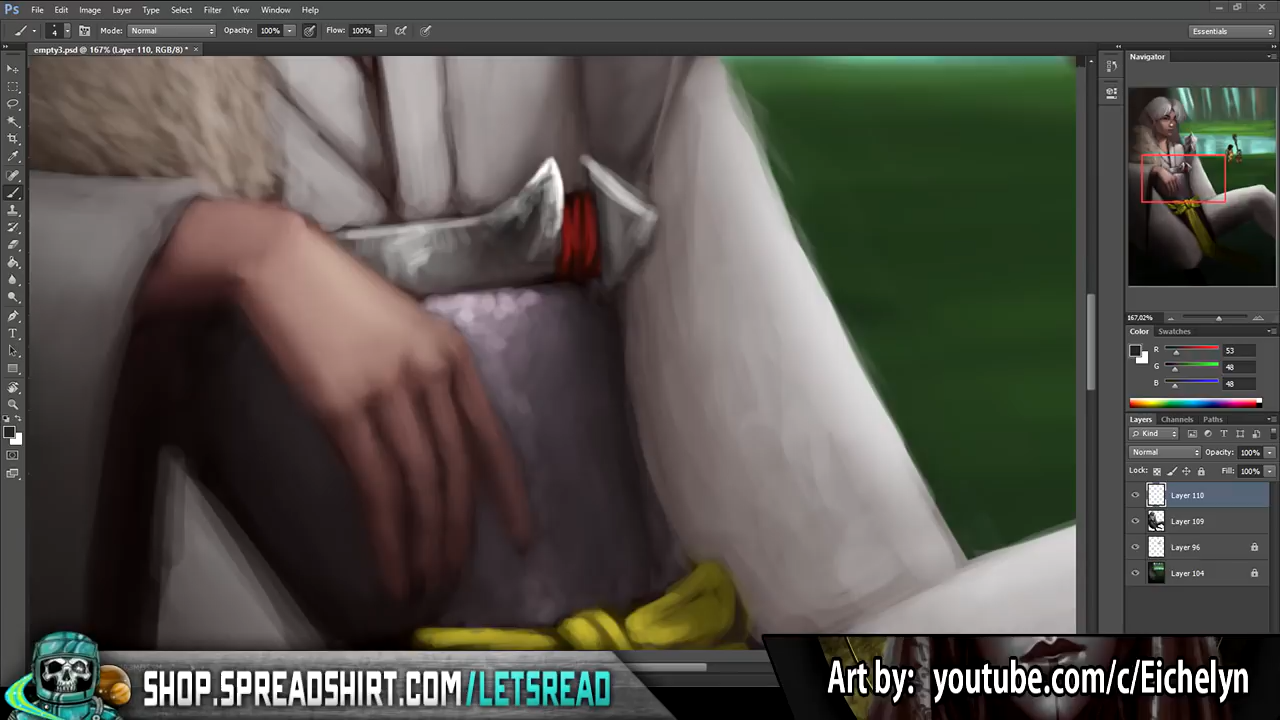 Ps File Edit Image Layer Type Select Filter View Window Help
4 Mode: Normal Opacity: 100% Flow: 100% Essentials
empty3.psd @ 167% (Layer 110, RGB/8) * ×
Navigator
167,02%
Color Swatches
R 53
G 48
B 48
Layers Channels Paths
Kind
Normal Opacity: 100%
Lock: Fill: 100%
Layer 110
Layer 109
Layer 96
Layer 104
SHOP.SPREADSHIRT.COM/LETSREAD
Art by: youtube.com/c/Eichelyn